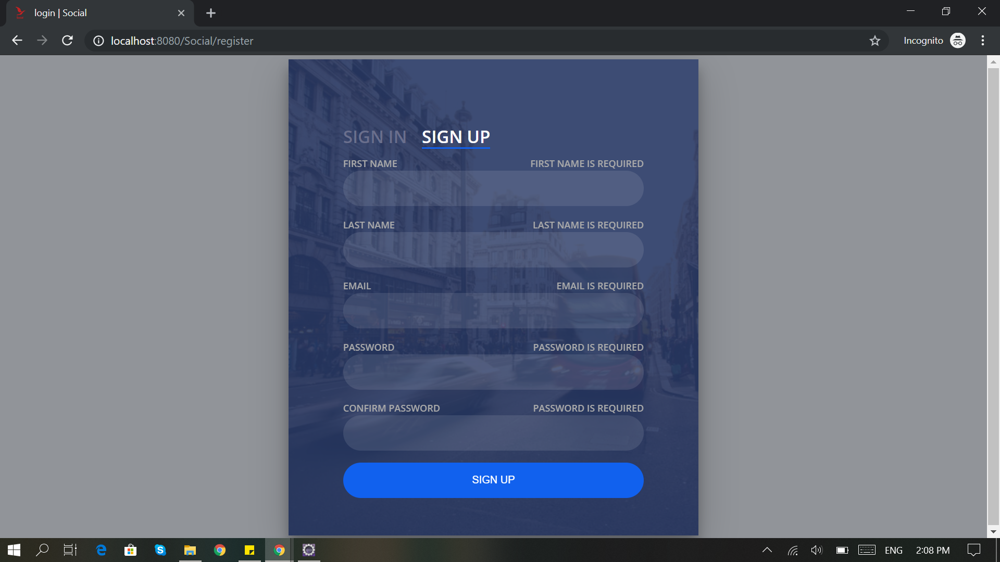 login | Social
localhost:8080/Social/register
Incognito
SIGN IN SIGN UP
FIRST NAME FIRST NAME IS REQUIRED
LAST NAME LAST NAME IS REQUIRED
EMAIL EMAIL IS REQUIRED
PASSWORD PASSWORD IS REQUIRED
CONFIRM PASSWORD PASSWORD IS REQUIRED
SIGN UP
ENG 2:08 PM